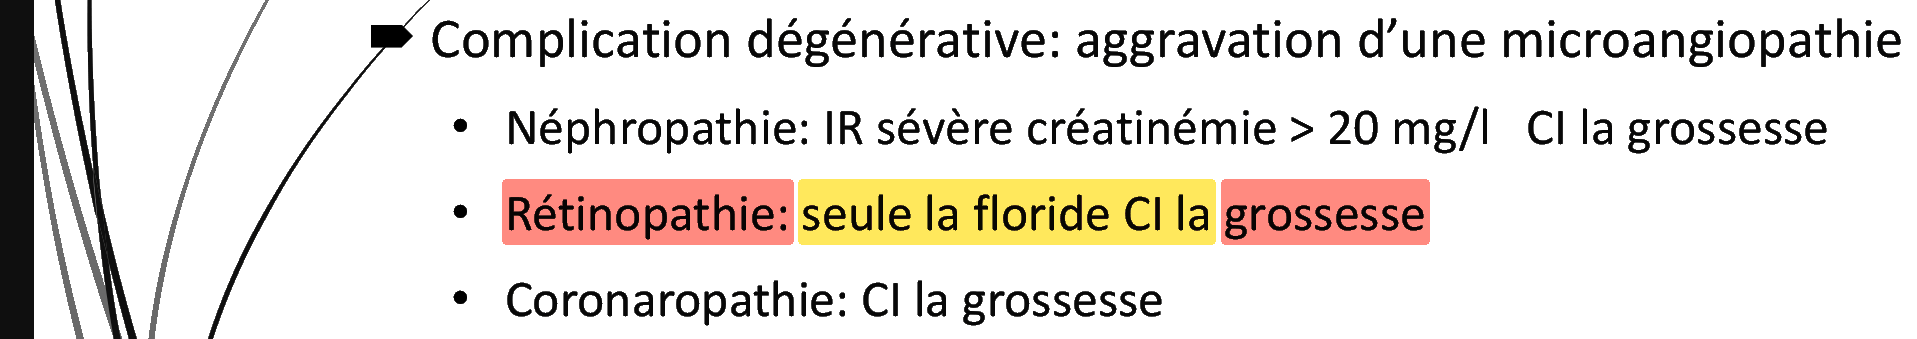 Complication dégénérative: aggravation d’une microangiopathie
• Néphropathie: IR sévère créatinémie > 20 mg/l   CI la grossesse
• Rétinopathie: seule la floride CI la grossesse
• Coronaropathie: CI la grossesse